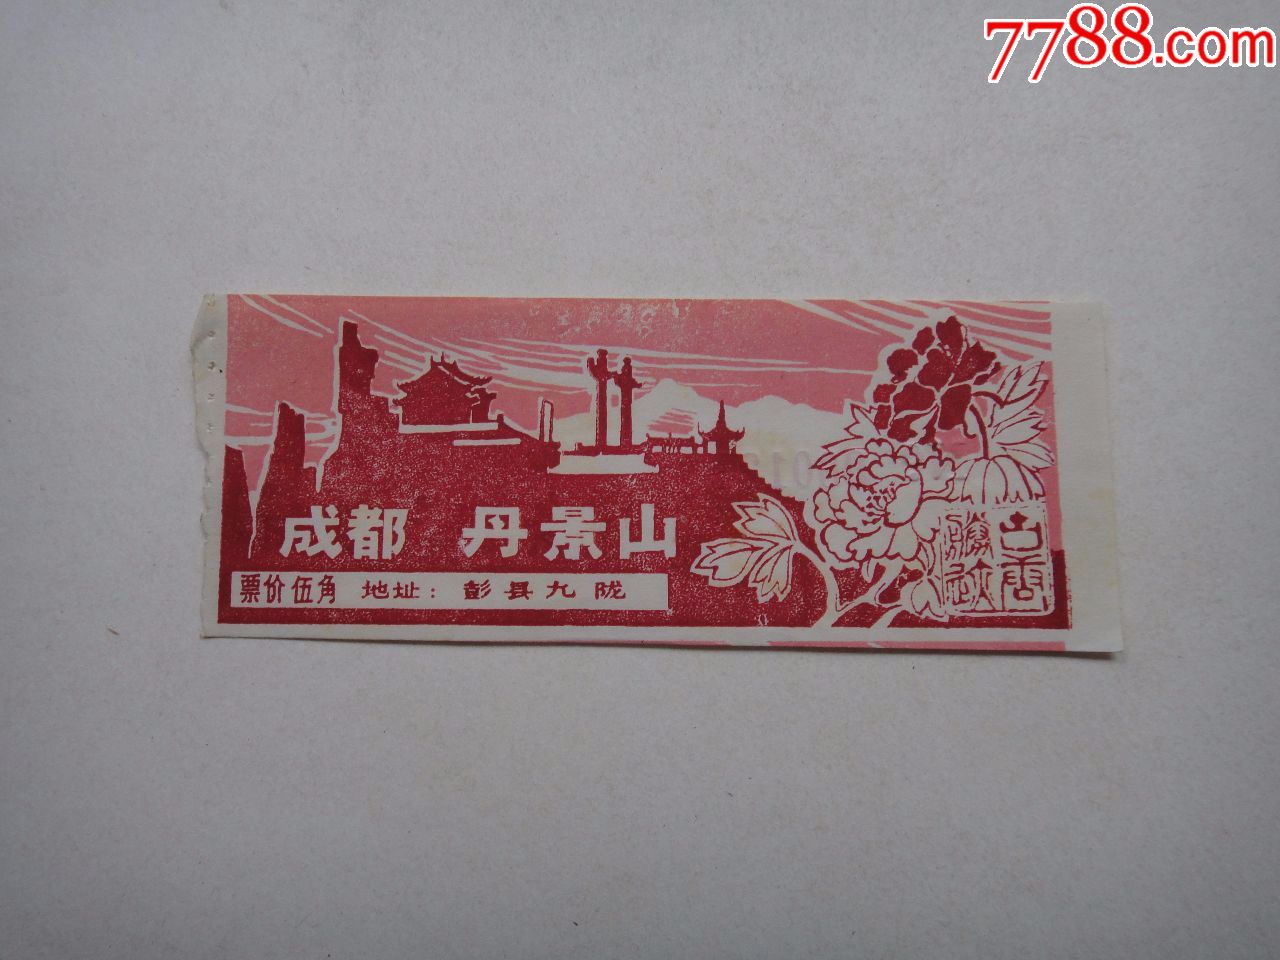 7788.com
成都 丹景山
票价伍角 地址：彭县九陇